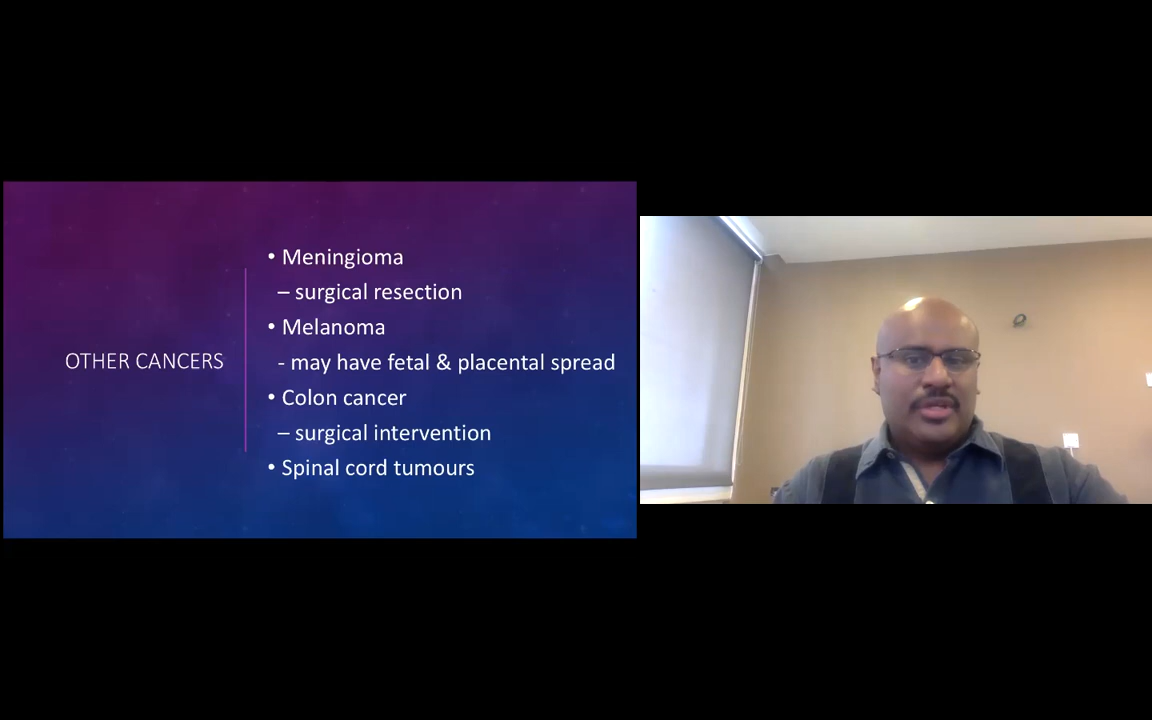 OTHER CANCERS
• Meningioma
– surgical resection
• Melanoma
- may have fetal & placental spread
• Colon cancer
– surgical intervention
• Spinal cord tumours